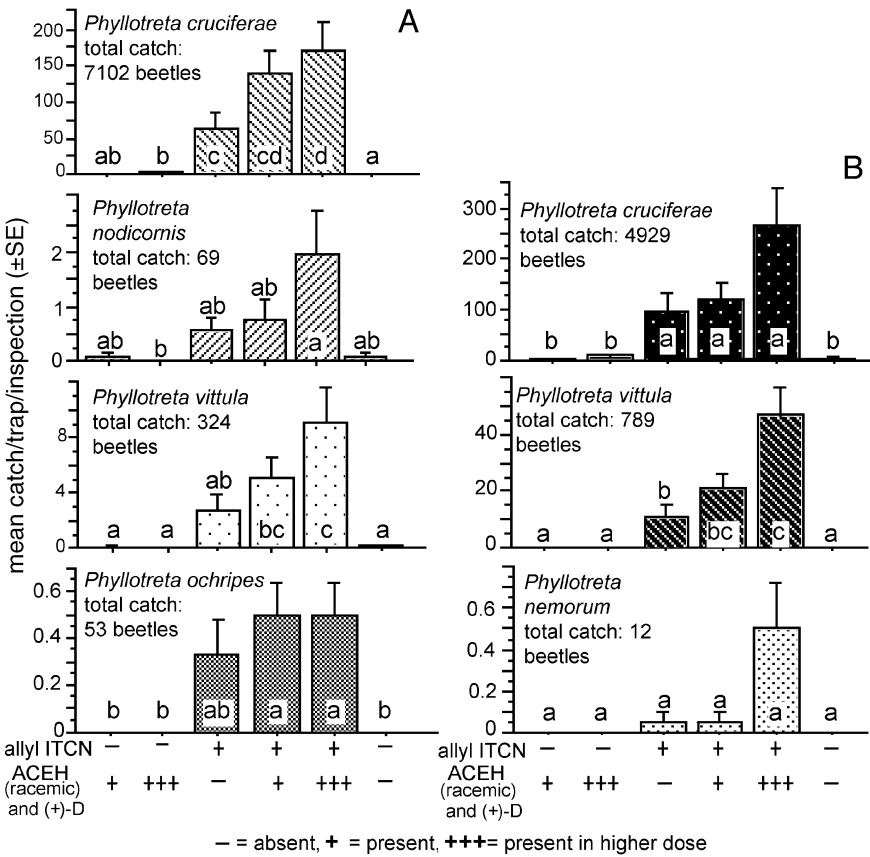 A
Phyllotreta cruciferae
total catch:
7102 beetles
200
150
100
50
0
ab b c cd d a
Phyllotreta
nodicornis
total catch: 69
beetles
2
1
0
ab b ab ab a ab
Phyllotreta vittula
total catch: 324
beetles
8
4
0
a a ab bc c a
Phyllotreta ochripes
total catch:
53 beetles
0.6
0.4
0.2
0
b b ab a a b
mean catch/trap/inspection (±SE)
allyl ITCN – – + + + –
ACEH
(racemic)
and (+)-D
+ +++ – + +++ –
B
Phyllotreta cruciferae
total catch: 4929
beetles
300
200
100
0
b b a a a b
Phyllotreta vittula
total catch: 789
beetles
40
20
0
a a b bc c a
Phyllotreta
nemorum
total catch: 12
beetles
0.6
0.4
0.2
0
a a a a a a
allyl ITCN – – + + + –
ACEH
(racemic)
and (+)-D
+ +++ – + +++ –
– = absent, + = present, +++= present in higher dose